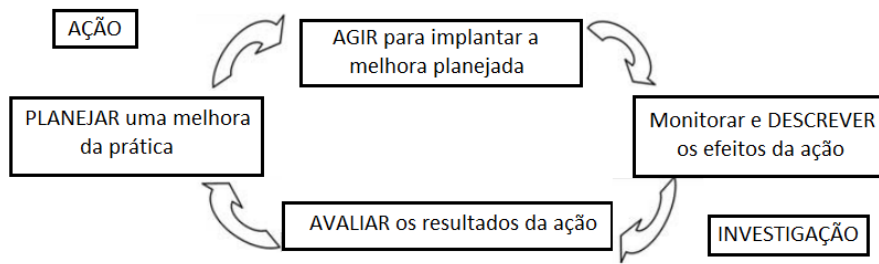 AÇÃO
AGIR para implantar a
melhora planejada
PLANEJAR uma melhora
da prática
Monitorar e DESCREVER
os efeitos da ação
AVALIAR os resultados da ação
INVESTIGAÇÃO